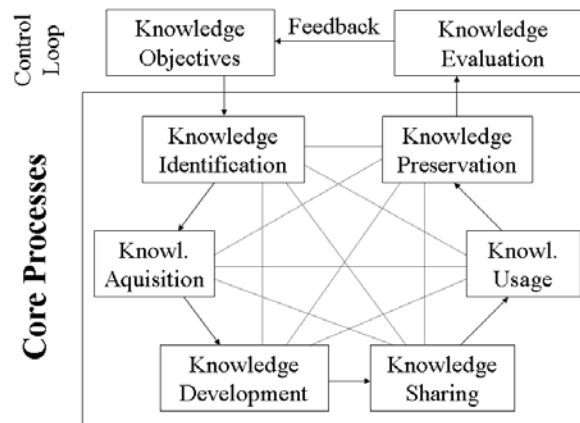 Control
Loop
Knowledge
Objectives
Feedback
Knowledge
Evaluation
Core Processes
Knowledge
Identification
Knowledge
Preservation
Knowl.
Aquisition
Knowl.
Usage
Knowledge
Development
Knowledge
Sharing